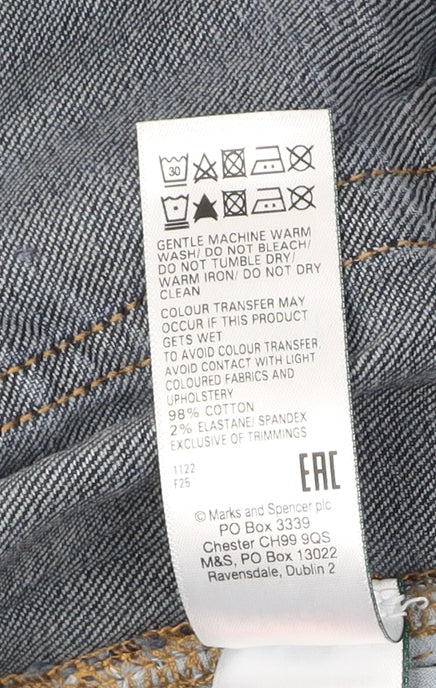 30
GENTLE MACHINE WARM
WASH/ DO NOT BLEACH/
DO NOT TUMBLE DRY/
WARM IRON/ DO NOT DRY
CLEAN
COLOUR TRANSFER MAY
OCCUR IF THIS PRODUCT
GETS WET
TO AVOID COLOUR TRANSFER,
AVOID CONTACT WITH LIGHT
COLOURED FABRICS AND
UPHOLSTERY
98% COTTON
2% ELASTANE/ SPANDEX
EXCLUSIVE OF TRIMMINGS
1122
F25
EAC
© Marks and Spencer plc
PO Box 3339
Chester CH99 9QS
M&S, PO Box 13022
Ravensdale, Dublin 2